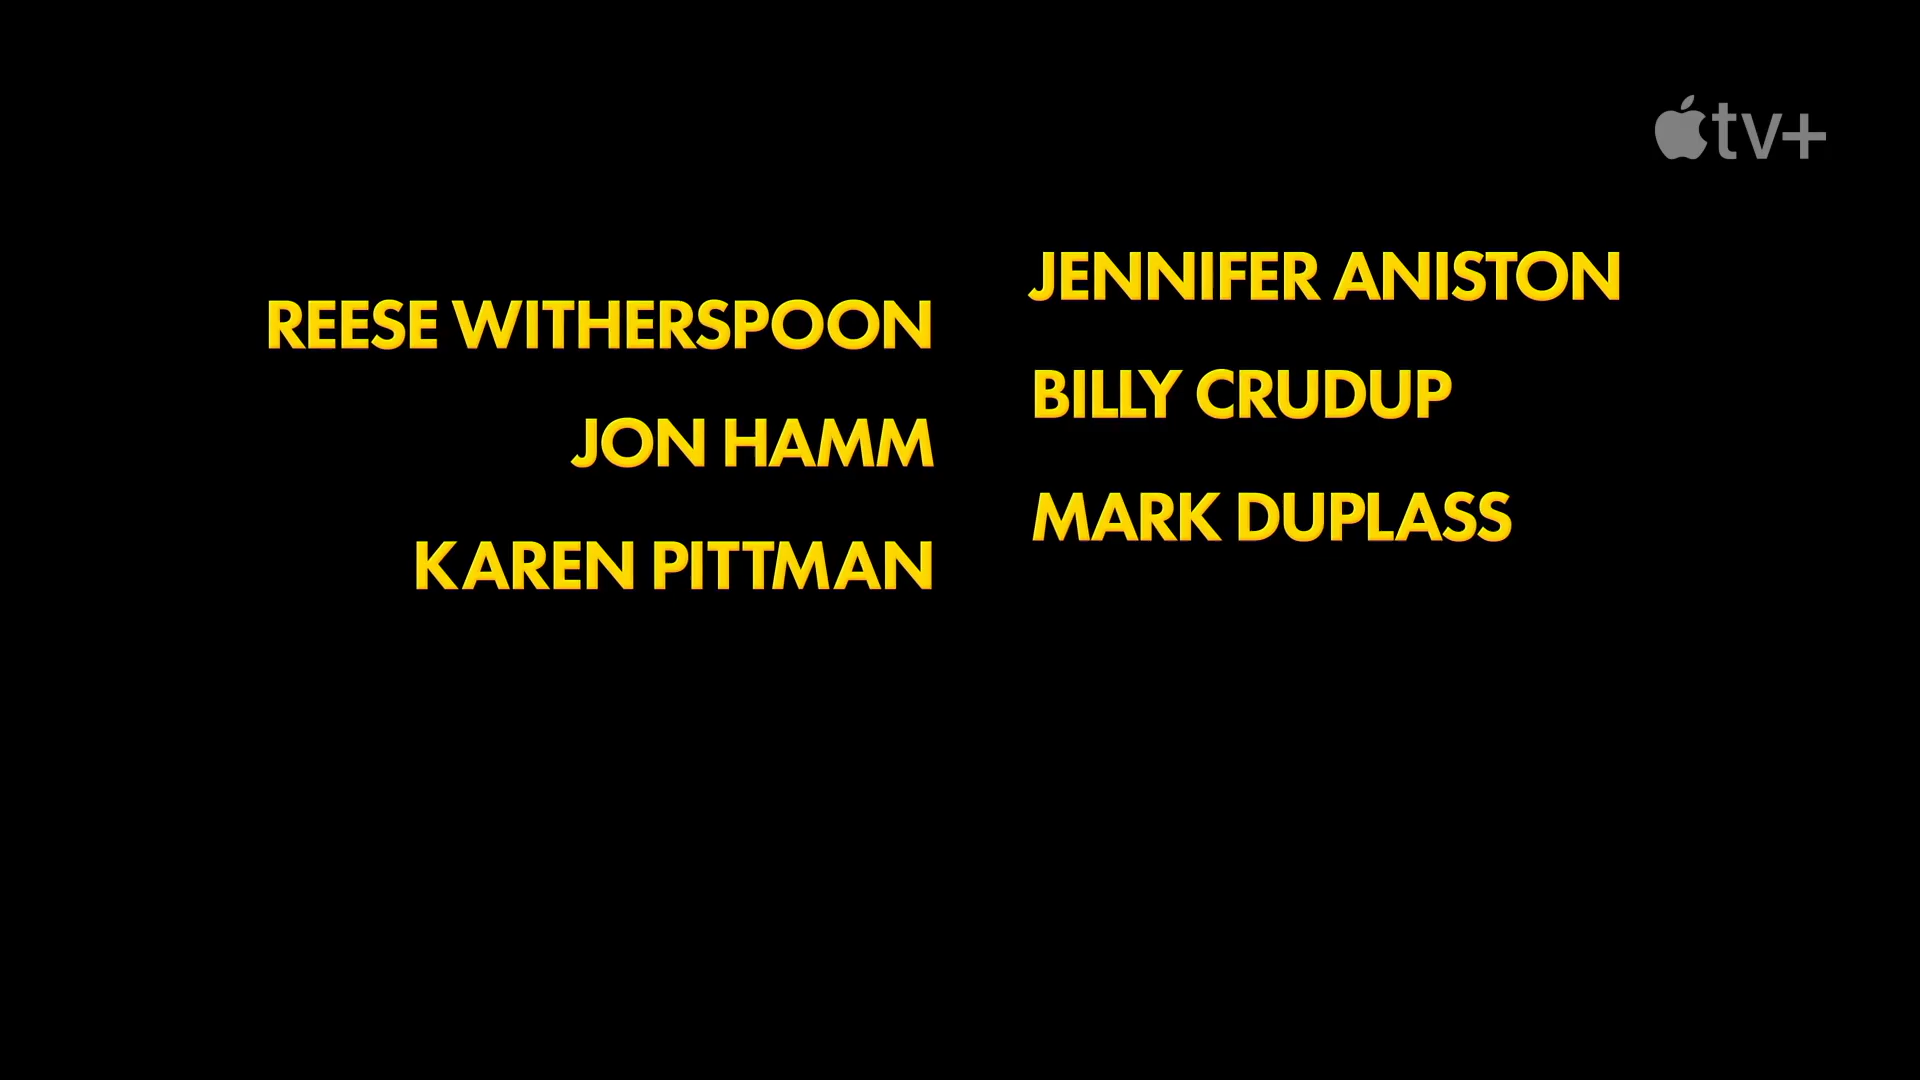 tv+
REESE WITHERSPOON
JENNIFER ANISTON
JON HAMM
BILLY CRUDUP
KAREN PITTMAN
MARK DUPLASS